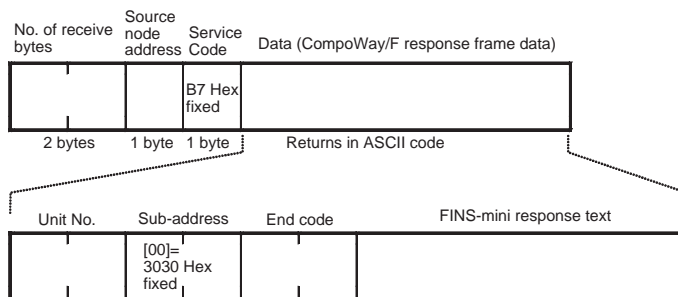 No. of receive bytes
Source node address
Service Code
Data (CompoWay/F response frame data)
B7 Hex fixed
2 bytes
1 byte
1 byte
Returns in ASCII code
Unit No.
Sub-address
End code
FINS-mini response text
[00]=
3030 Hex
fixed